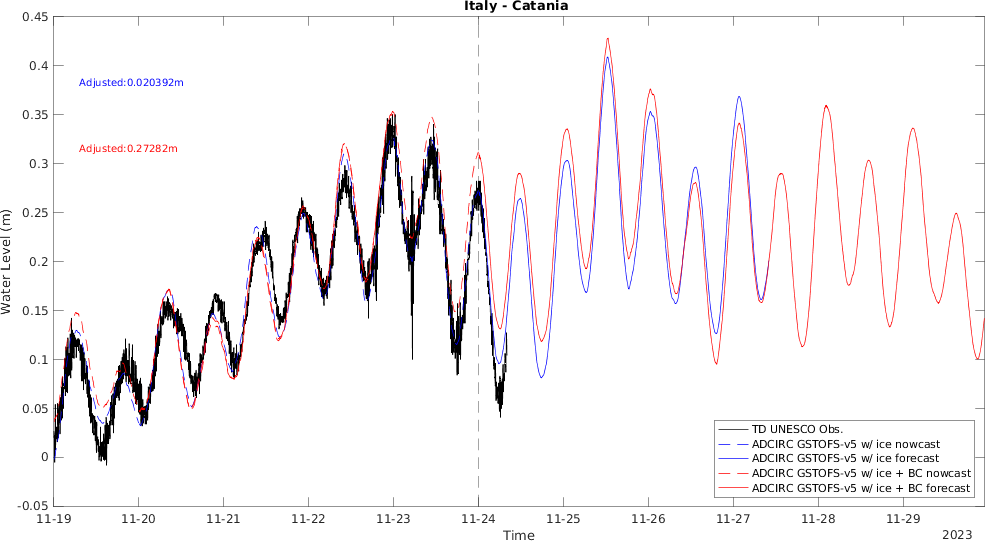 Italy - Catania
0.45
0.4
0.35
0.3
0.25
0.2
0.15
0.1
0.05
0
-0.05
Water Level (m)
Adjusted:0.020392m
Adjusted:0.27282m
TD UNESCO Obs.
ADCIRC GSTOFS-v5 w/ ice nowcast
ADCIRC GSTOFS-v5 w/ ice forecast
ADCIRC GSTOFS-v5 w/ ice + BC nowcast
ADCIRC GSTOFS-v5 w/ ice + BC forecast
11-19 11-20 11-21 11-22 11-23 11-24 11-25 11-26 11-27 11-28 11-29
Time
2023